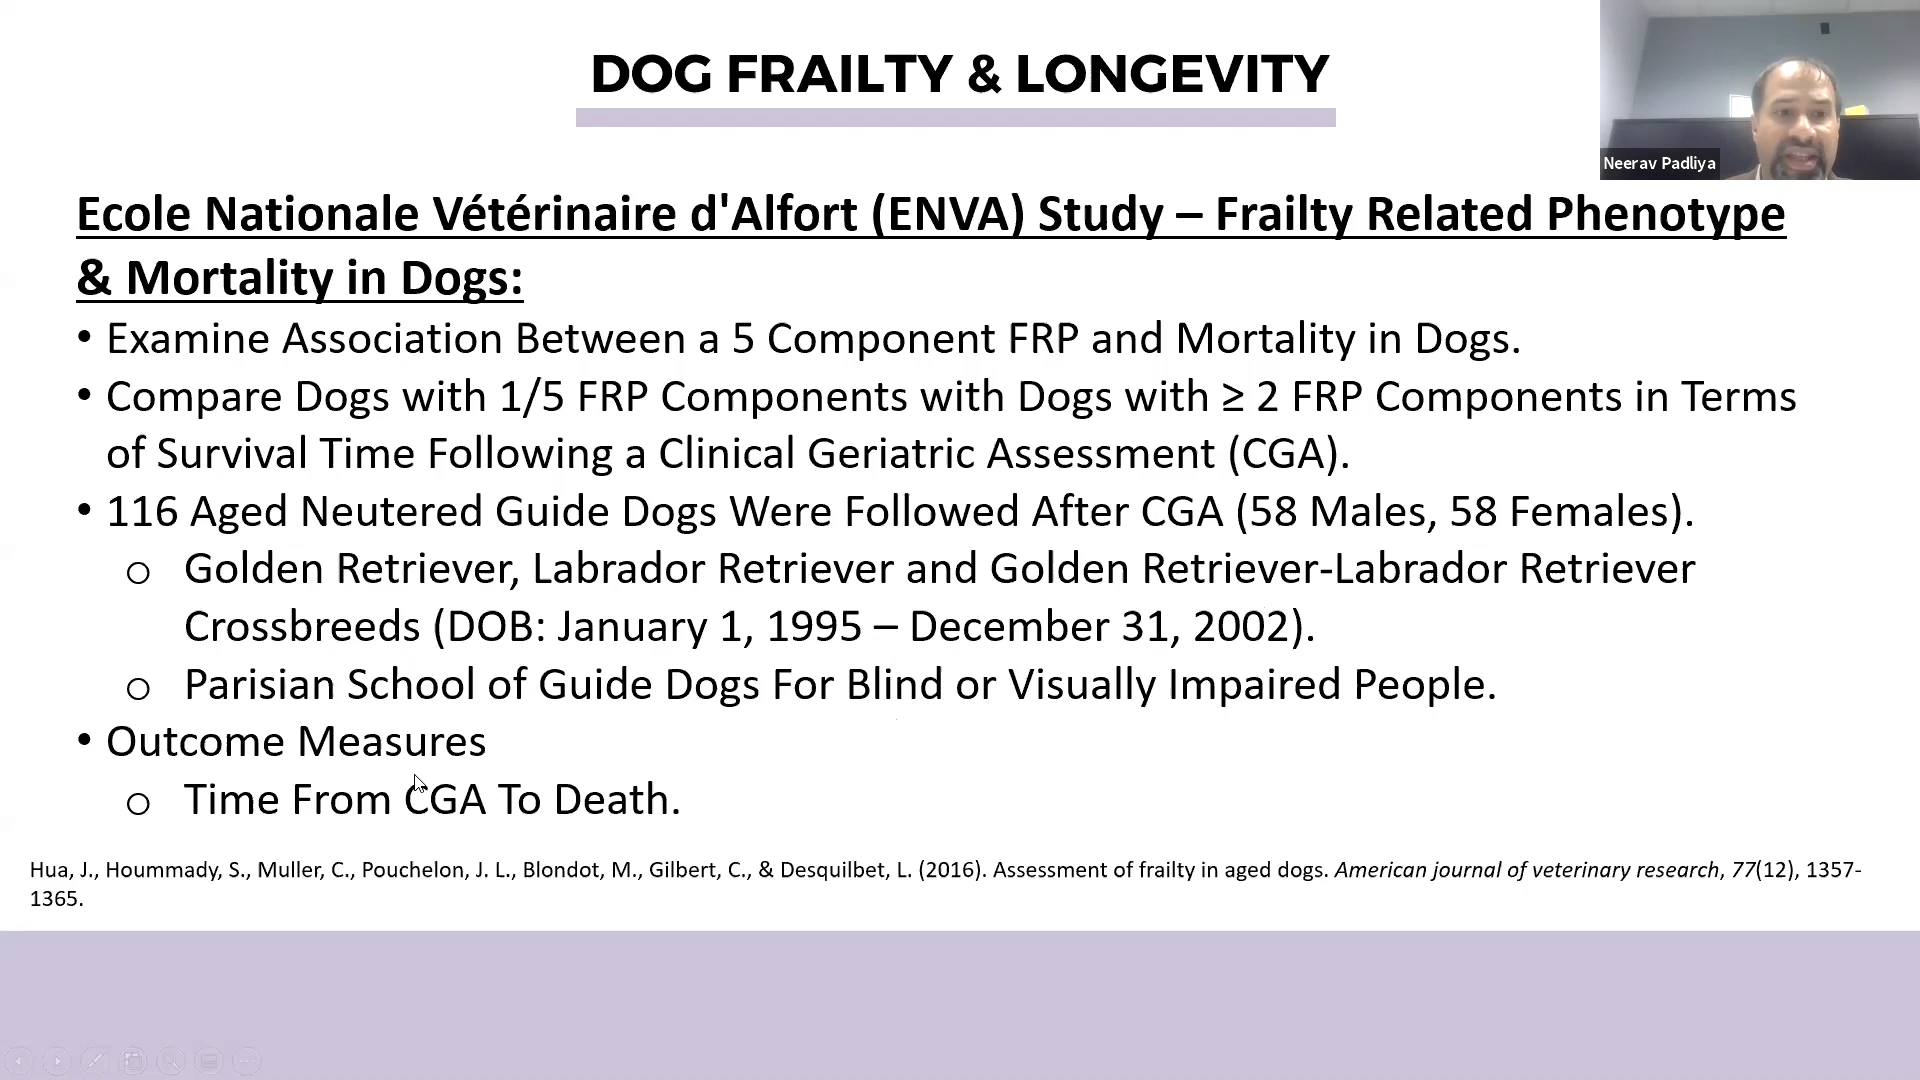 DOG FRAILTY & LONGEVITY
Neerav Padliya
Ecole Nationale Vétérinaire d'Alfort (ENVA) Study – Frailty Related Phenotype
& Mortality in Dogs:
• Examine Association Between a 5 Component FRP and Mortality in Dogs.
• Compare Dogs with 1/5 FRP Components with Dogs with ≥ 2 FRP Components in Terms
of Survival Time Following a Clinical Geriatric Assessment (CGA).
• 116 Aged Neutered Guide Dogs Were Followed After CGA (58 Males, 58 Females).
o Golden Retriever, Labrador Retriever and Golden Retriever-Labrador Retriever
Crossbreeds (DOB: January 1, 1995 – December 31, 2002).
o Parisian School of Guide Dogs For Blind or Visually Impaired People.
• Outcome Measures
o Time From CGA To Death.
Hua, J., Hoummady, S., Muller, C., Pouchelon, J. L., Blondot, M., Gilbert, C., & Desquilbet, L. (2016). Assessment of frailty in aged dogs. American journal of veterinary research, 77(12), 1357-
1365.